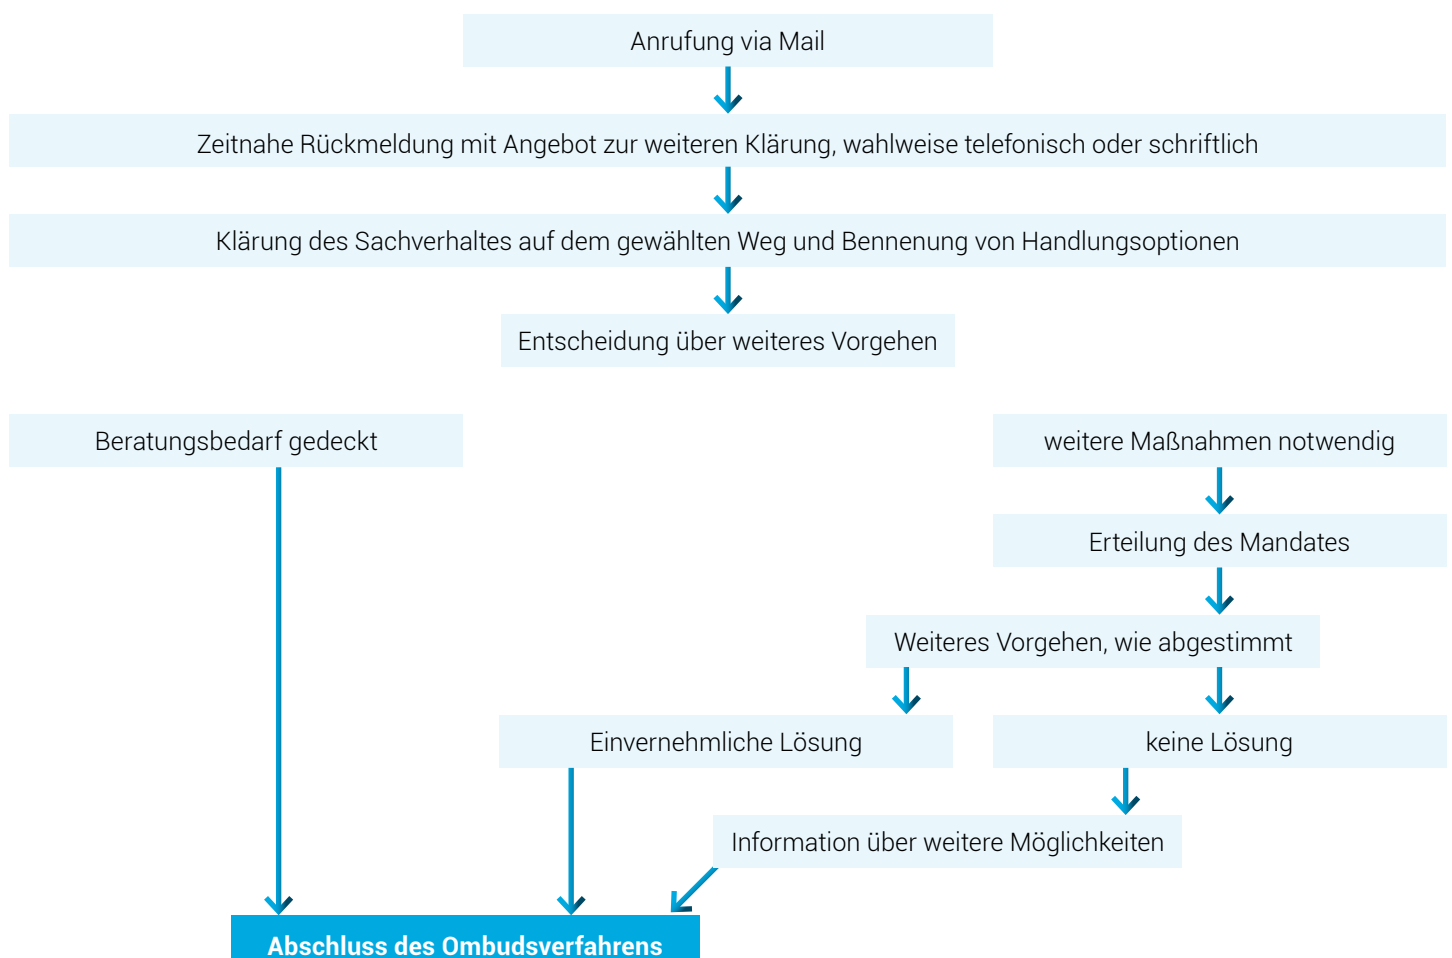 Anrufung via Mail
Zeitnahe Rückmeldung mit Angebot zur weiteren Klärung, wahlweise telefonisch oder schriftlich
Klärung des Sachverhaltes auf dem gewählten Weg und Bennenung von Handlungsoptionen
Entscheidung über weiteres Vorgehen
Beratungsbedarf gedeckt
weitere Maßnahmen notwendig
Erteilung des Mandates
Weiteres Vorgehen, wie abgestimmt
Einvernehmliche Lösung
keine Lösung
Information über weitere Möglichkeiten
Abschluss des Ombudsverfahrens